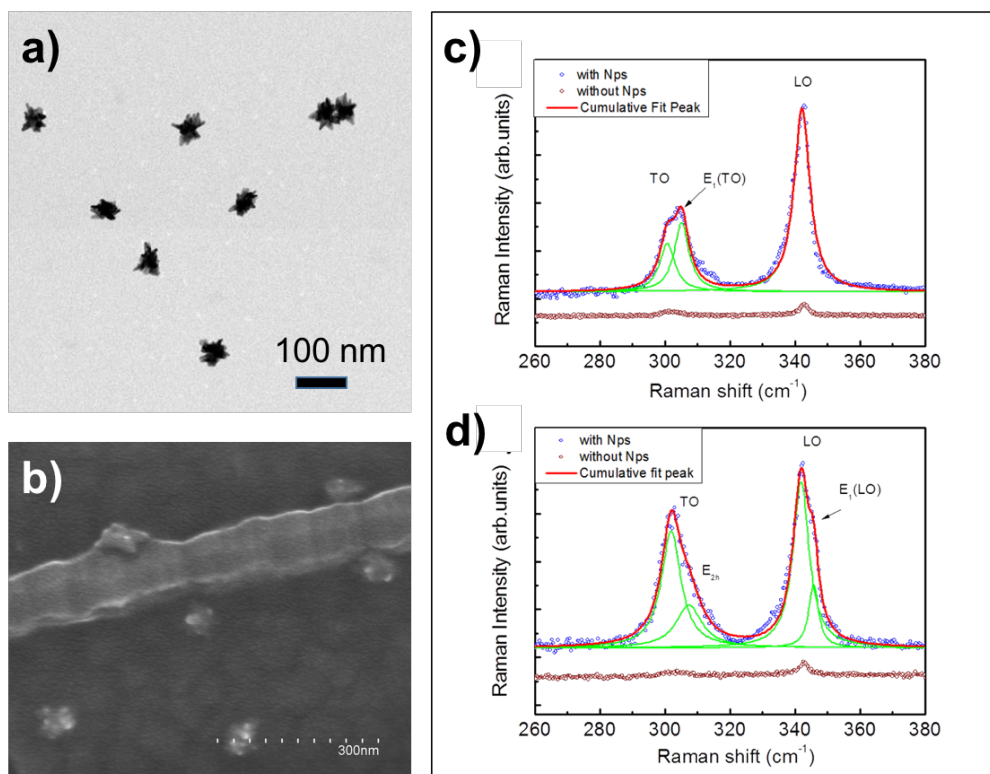 a)
100 nm
b)
300nm
c)
with Nps
without Nps
Cumulative Fit Peak
LO
TO
E₁(TO)
Raman Intensity (arb.units)
260 280 300 320 340 360 380
Raman shift (cm⁻¹)
d)
with Nps
without Nps
Cumulative fit peak
LO
TO
E₁(LO)
E₂ₕ
Raman Intensity (arb.units)
260 280 300 320 340 360 380
Raman shift (cm⁻¹)